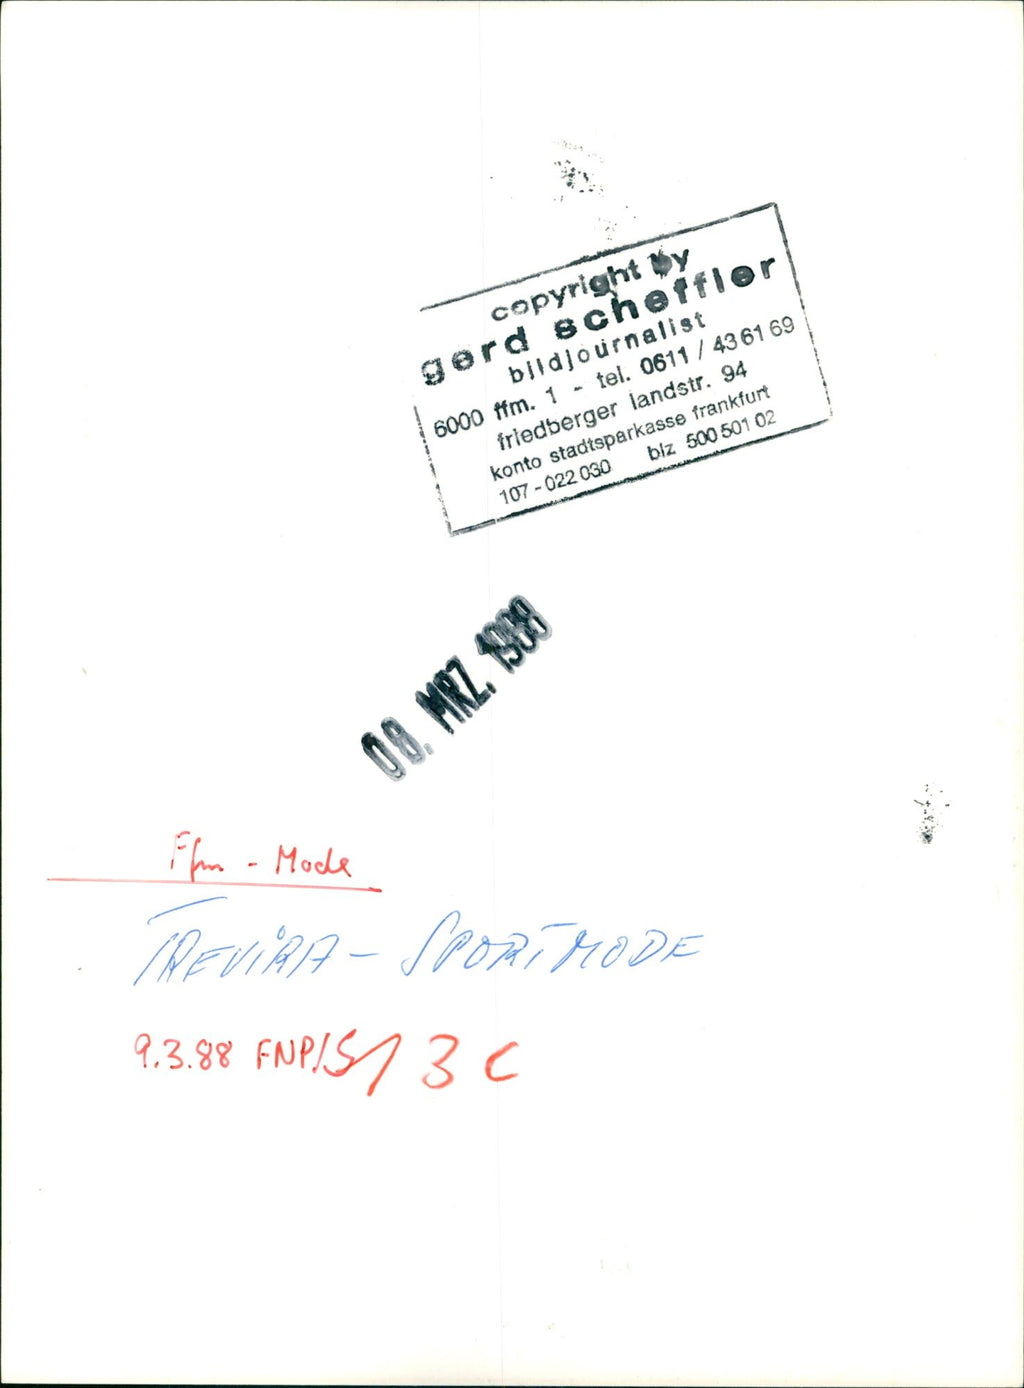 copyright by
gerd scheffler
bildjournalist
6000 ffm. 1 - tel. 0611 / 43 61 69
friedberger landstr. 94
konto stadtsparkasse frankfurt
107 - 022 030 blz 500 501 02
08. MRZ. 1988
Ffm - Mode
TREVIRA - SPORTMODE
9.3.88 FNP/S/ 3 C